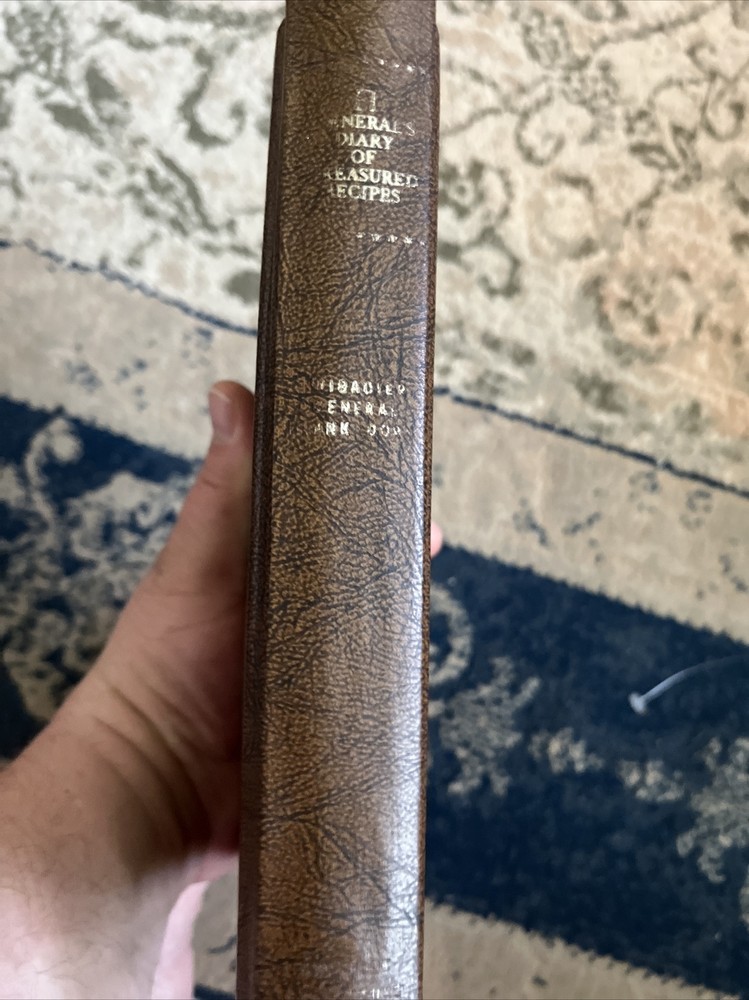 GENERAL'S
DIARY
OF
TREASURED
RECIPES
BRIGADIER
GENERAL